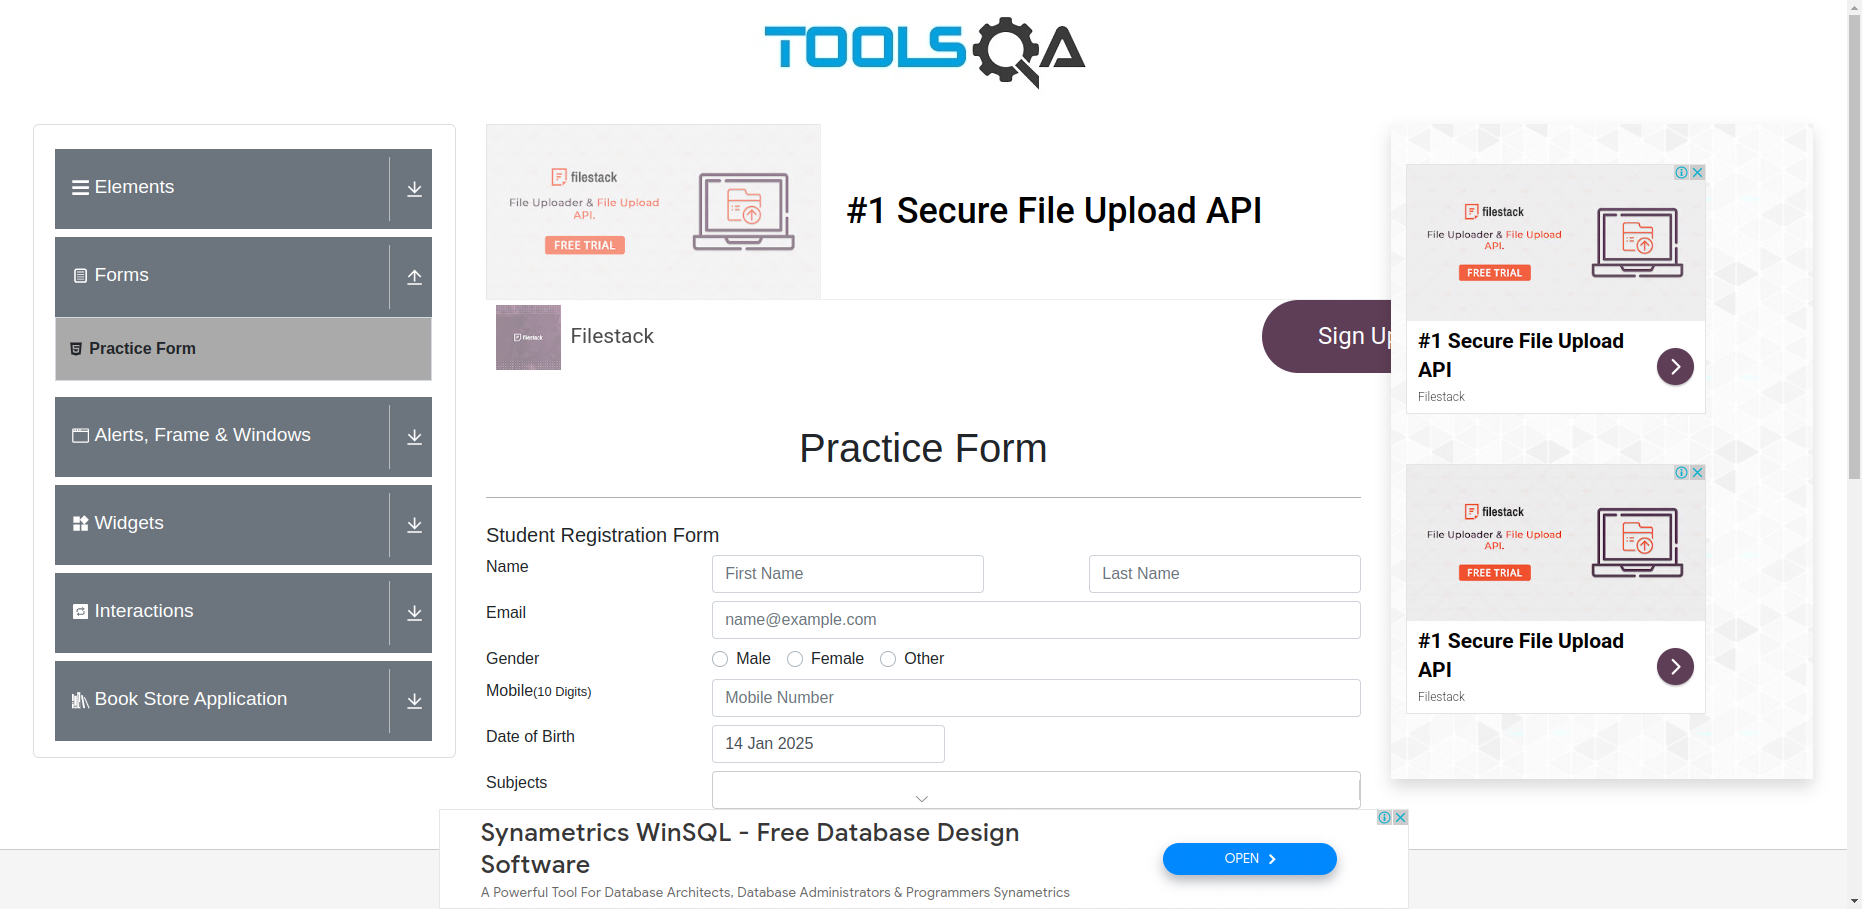 TOOLSQA
Elements
Forms
Practice Form
Alerts, Frame & Windows
Widgets
Interactions
Book Store Application
filestack
File Uploader & File Upload
API.
FREE TRIAL
#1 Secure File Upload API
filestack
Filestack
Sign Up
Practice Form
Student Registration Form
Name
First Name
Last Name
Email
name@example.com
Gender
Male
Female
Other
Mobile(10 Digits)
Mobile Number
Date of Birth
14 Jan 2025
Subjects
filestack
File Uploader & File Upload
API.
FREE TRIAL
#1 Secure File Upload
API
Filestack
filestack
File Uploader & File Upload
API.
FREE TRIAL
#1 Secure File Upload
API
Filestack
Synametrics WinSQL - Free Database Design
Software
A Powerful Tool For Database Architects, Database Administrators & Programmers Synametrics
OPEN